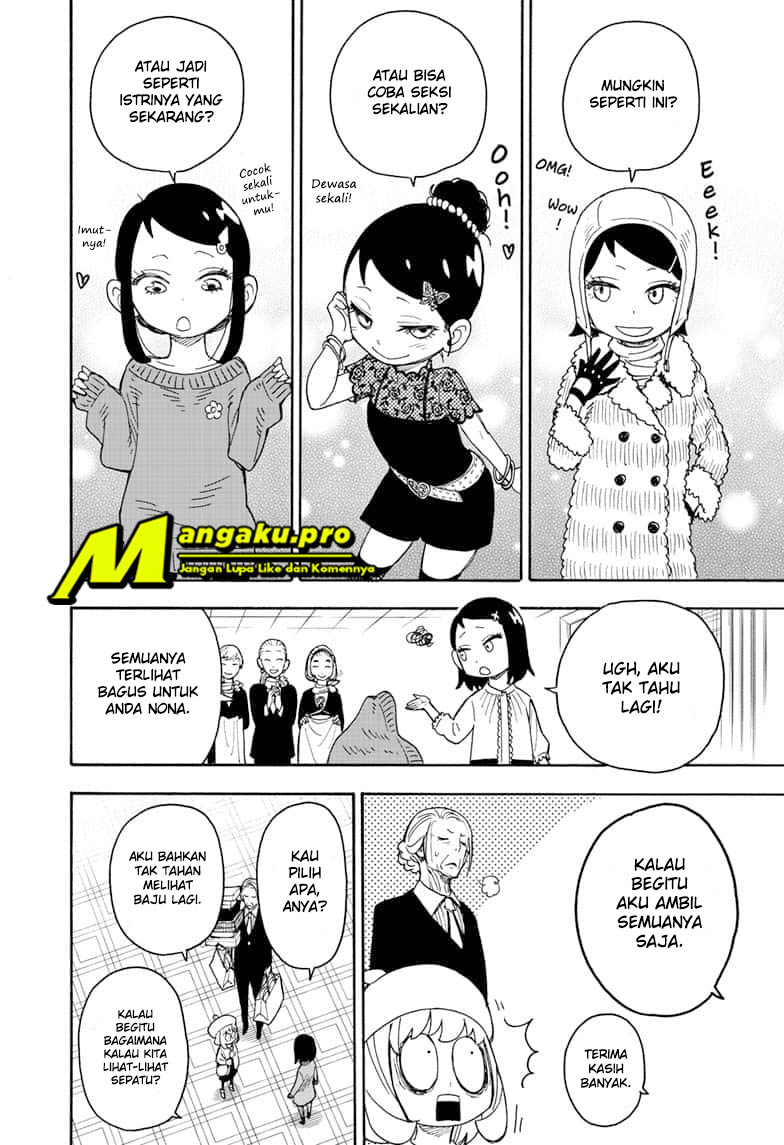 MUNGKIN
SEPERTI INI?
Eeek!
OMG!
WOW
!
ATAU BISA
COBA SEKSI
SEKALIAN?
Ooh!
Dewasa
sekali!
ATAU JADI
SEPERTI
ISTRINYA YANG
SEKARANG?
Cocok
sekali
untuk-
mu!
Imut-
nya!
Mangaku.pro
Jangan Lupa Like dan Komennya
UGH, AKU
TAK TAHU
LAGI!
SEMUANYA
TERLIHAT
BAGUS UNTUK
ANDA NONA.
KALAU
BEGITU
AKU AMBIL
SEMUANYA
SAJA.
TERIMA
KASIH
BANYAK.
KAU
PILIH
APA,
ANYA?
AKU BAHKAN
TAK TAHAN
MELIHAT
BAJU LAGI.
KALAU
BEGITU
BAGAIMANA
KALAU KITA
LIHAT-LIHAT
SEPATU?